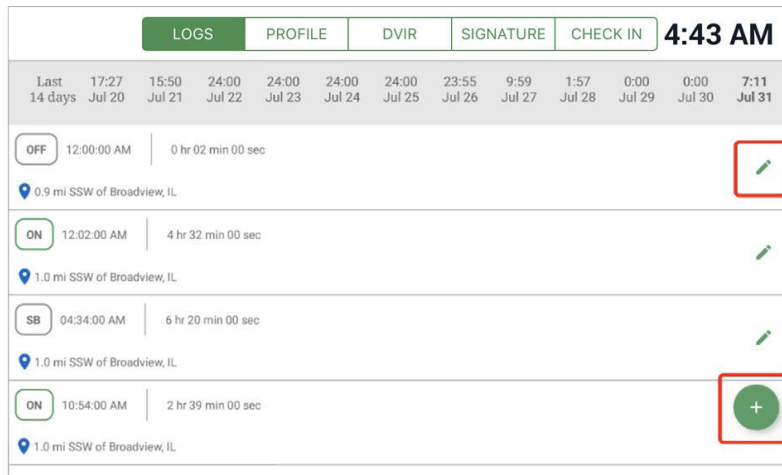 LOGS PROFILE DVIR SIGNATURE CHECK IN 4:43 AM
Last 17:27 15:50 24:00 24:00 24:00 24:00 23:55 9:59 1:57 0:00 0:00 7:11
14 days Jul 20 Jul 21 Jul 22 Jul 23 Jul 24 Jul 25 Jul 26 Jul 27 Jul 28 Jul 29 Jul 30 Jul 31
OFF 12:00:00 AM 0 hr 02 min 00 sec
0.9 mi SSW of Broadview, IL
ON 12:02:00 AM 4 hr 32 min 00 sec
1.0 mi SSW of Broadview, IL
SB 04:34:00 AM 6 hr 20 min 00 sec
1.0 mi SSW of Broadview, IL
ON 10:54:00 AM 2 hr 39 min 00 sec
1.0 mi SSW of Broadview, IL